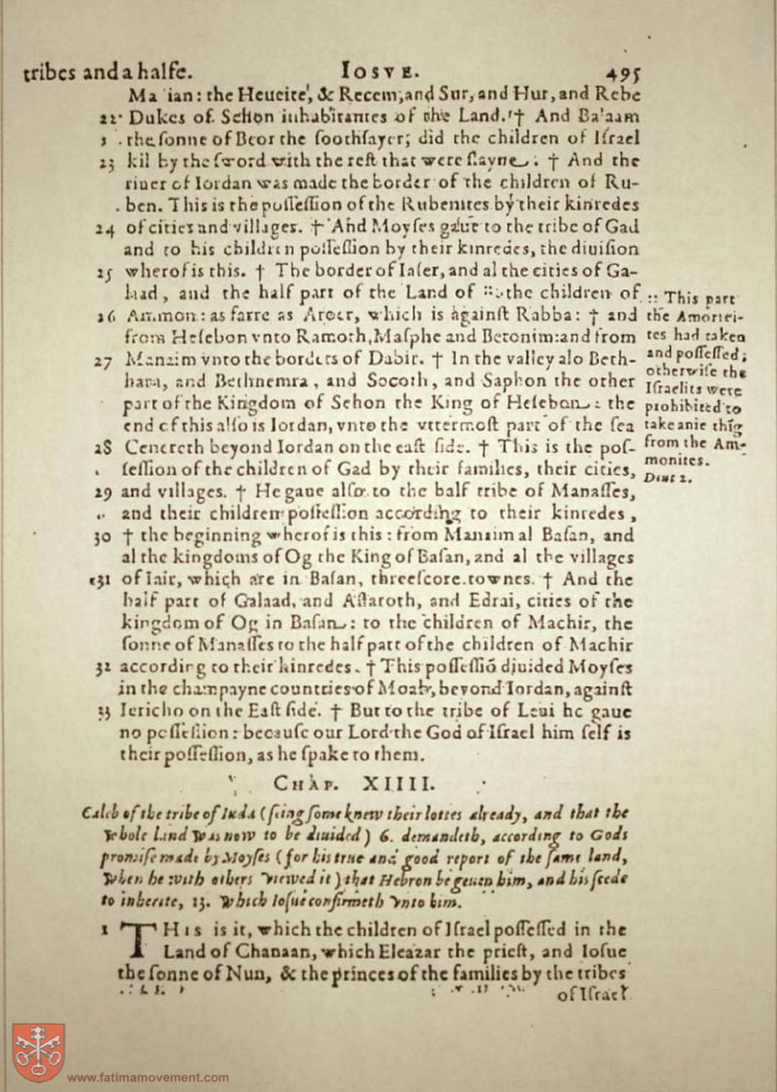 tribes and a halfe. IOSVE. 495
Ma ian: the Heueite, & Recem, and Sur, and Hur, and Rebe
22 Dukes of Sehon inhabitantes of the Land. † And Balaam
the sonne of Beor the soothsayer, did the children of Israel
23 kil by the sword with the rest that were slayne: † And the
riuer of Iordan was made the border of the children of Ru-
ben. This is the possession of the Rubenites by their kinredes
24 of cities and villages. † And Moyses gaue to the tribe of Gad
and to his children possession by their kinredes, the diuision
25 wherof is this. † The border of Iaser, and al the cities of Ga-
laad, and the half part of the Land of :: the children of
26 Ammon: as farre as Aroer, which is against Rabba: † and
from Hesebon vnto Ramoth, Masphe and Betonim: and from
27 Manaim vnto the borders of Dabir. † In the valley also Beth-
hara, and Bethnemra, and Socoth, and Saphon the other
part of the Kingdom of Sehon the King of Hesebon: the
end of this also is Iordan, vnto the vttermost part of the sea
28 Cenereth beyond Iordan on the east side. † This is the pos-
session of the children of Gad by their families, their cities,
29 and villages. † He gaue also to the half tribe of Manasses,
and their children possession according to their kinredes,
30 † the beginning wherof is this: from Manaim al Basan, and
al the kingdoms of Og the King of Basan, and al the villages
31 of Iair, which are in Basan, threescore townes. † And the
half part of Galaad, and Astaroth, and Edrai, cities of the
kingdom of Og in Basan: to the children of Machir, the
sonne of Manasses to the half part of the children of Machir
32 according to their kinredes. † This possessiõ diuided Moyses
in the champayne countries of Moab, beyond Iordan, against
33 Iericho on the East side. † But to the tribe of Leui he gaue
no possession: because our Lord the God of Israel him self is
their possession, as he spake to them.
:: This part
the Amorrei-
tes had taken
and possessed;
otherwise the
Israelits were
prohibited to
take anie thīg
from the Am-
monites.
Deut 2.
CHAP. XIIII.
Caleb of the tribe of Iuda (seing some knew their lottes already, and that the
whole Land was now to be diuided) 6. demandeth, according to Gods
promise made by Moyses (for his true and good report of the same land,
when he with others viewed it) that Hebron be geuen him, and his seede
to inherite, 13. which Iosue confirmeth vnto him.
1 THIS is it, which the children of Israel possessed in the
Land of Chanaan, which Eleazar the priest, and Iosue
the sonne of Nun, & the princes of the families by the tribes
of Israel
www.fatimamovement.com